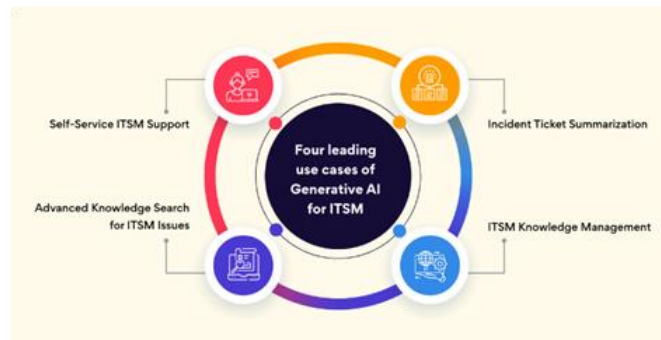 Four leading
use cases of
Generative AI
for ITSM
Self-Service ITSM Support
Incident Ticket Summarization
Advanced Knowledge Search
for ITSM Issues
ITSM Knowledge Management